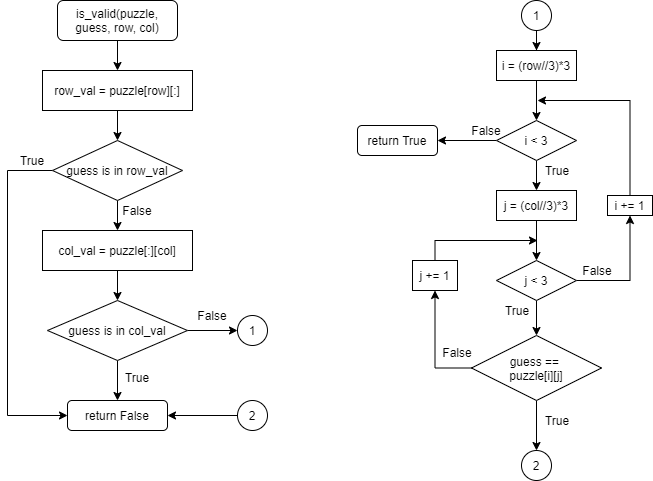 is_valid(puzzle,
guess, row, col)
row_val = puzzle[row][:]
True
guess is in row_val
False
col_val = puzzle[:][col]
guess is in col_val
False
1
True
return False
2
1
i = (row//3)*3
return True
False
i < 3
True
j = (col//3)*3
i += 1
j += 1
j < 3
False
True
False
guess ==
puzzle[i][j]
True
2